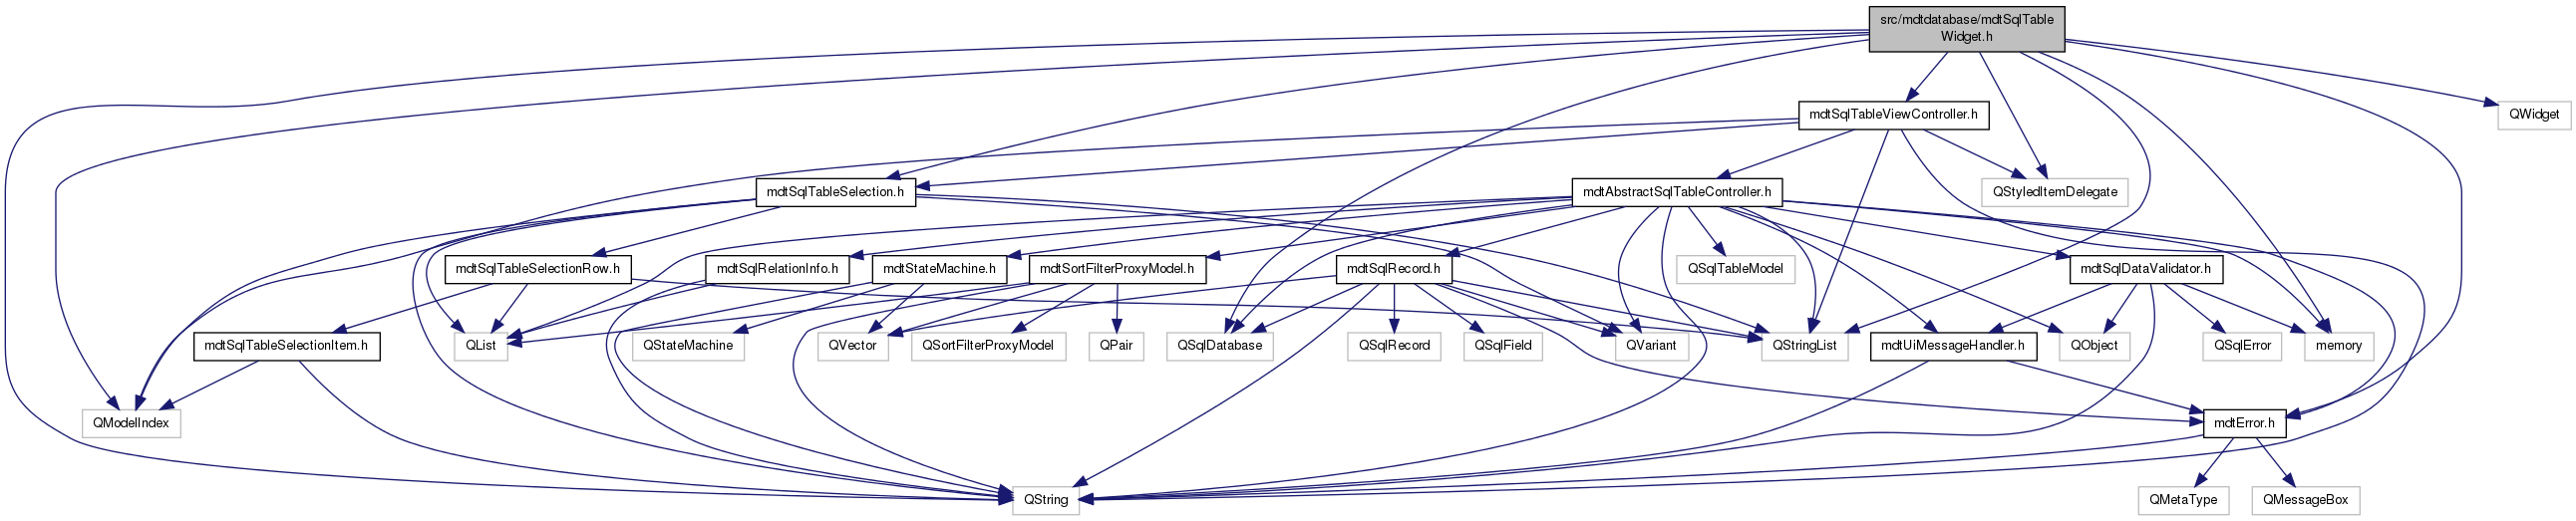 src/mdtdatabase/mdtSqlTable
Widget.h
mdtSqlTableViewController.h
QWidget
mdtSqlTableSelection.h
mdtAbstractSqlTableController.h
QStyledItemDelegate
mdtSqlTableSelectionRow.h
mdtSqlRelationInfo.h
mdtStateMachine.h
mdtSortFilterProxyModel.h
mdtSqlRecord.h
QSqlTableModel
mdtSqlDataValidator.h
mdtSqlTableSelectionItem.h
QList
QStateMachine
QVector
QSortFilterProxyModel
QPair
QSqlDatabase
QSqlRecord
QSqlField
QVariant
QStringList
mdtUiMessageHandler.h
QObject
QSqlError
memory
QModelIndex
mdtError.h
QString
QMetaType
QMessageBox